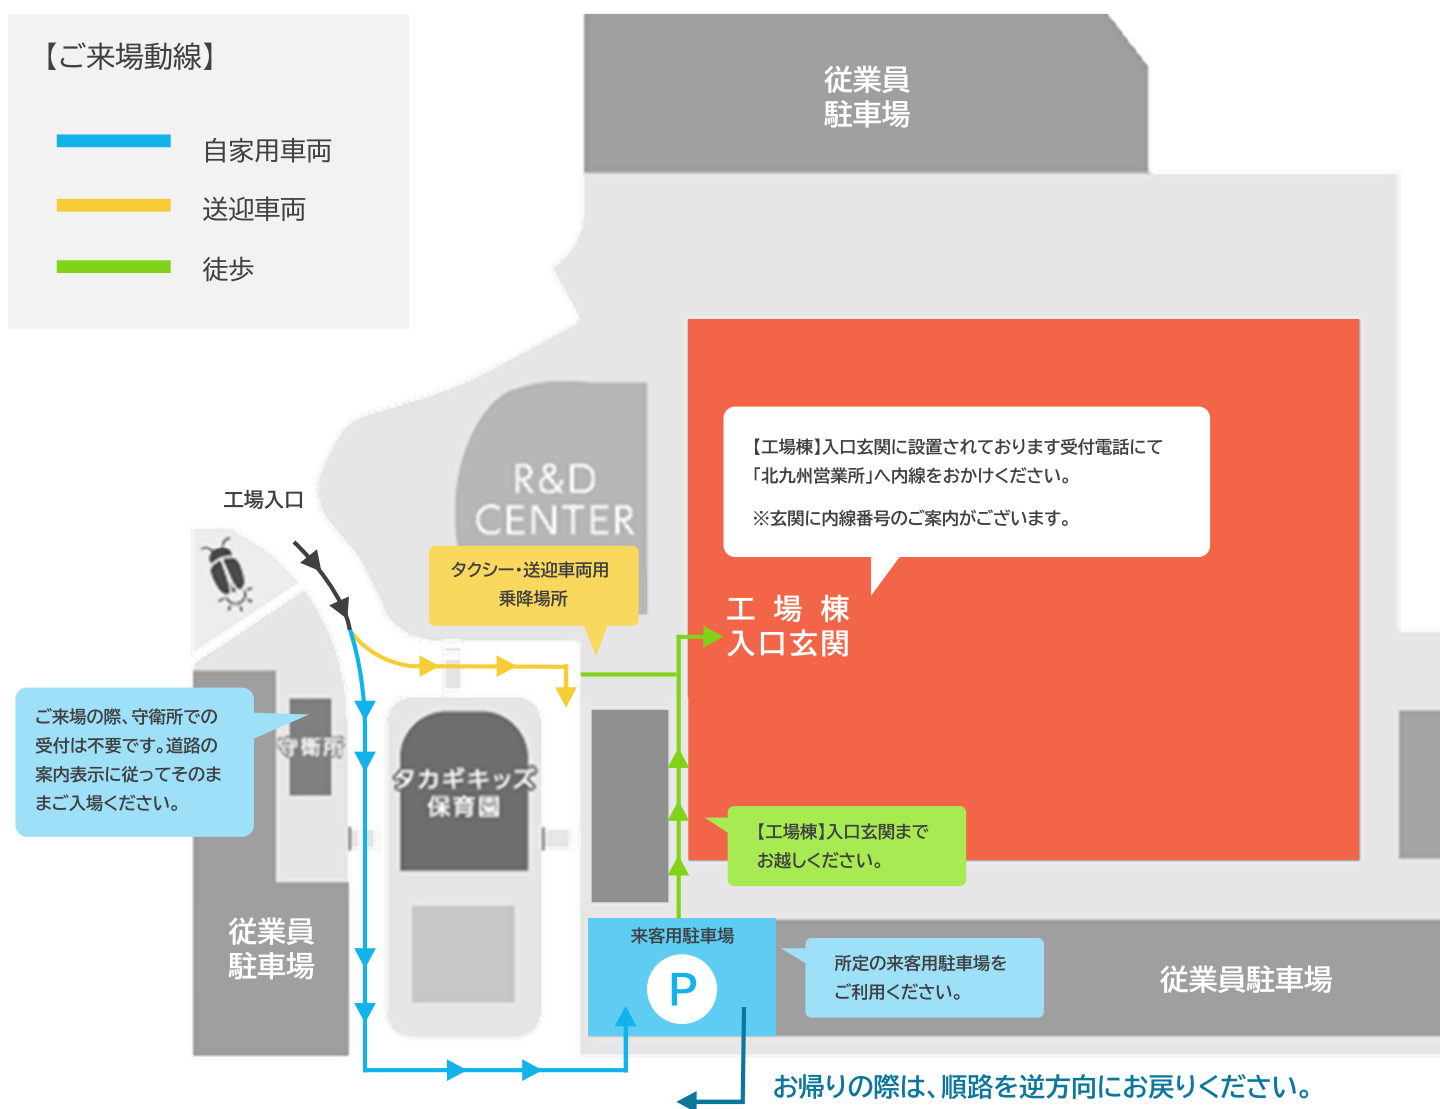 【ご来場動線】
自家用車両
送迎車両
徒歩
従業員
駐車場
R&D
CENTER
工場入口
【工場棟】入口玄関に設置されております受付電話にて
「北九州営業所」へ内線をおかけください。
※玄関に内線番号のご案内がございます。
タクシー・送迎車両用
乗降場所
工場棟
入口玄関
ご来場の際、守衛所での
受付は不要です。道路の
案内表示に従ってそのま
まご入場ください。
守衛所
タカギキッズ
保育園
【工場棟】入口玄関まで
お越しください。
従業員
駐車場
来客用駐車場
P
所定の来客用駐車場を
ご利用ください。
従業員駐車場
お帰りの際は、順路を逆方向にお戻りください。